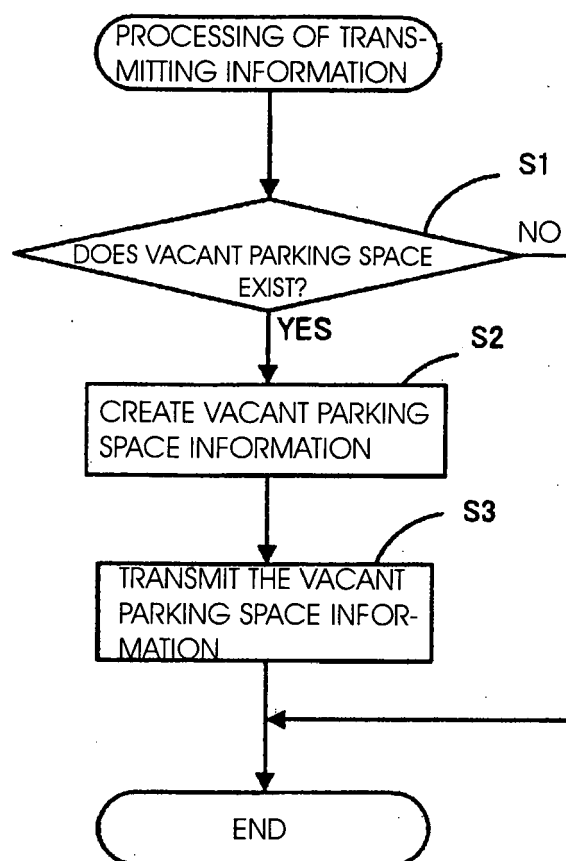 PROCESSING OF TRANS-
MITTING INFORMATION
S1
NO
DOES VACANT PARKING SPACE
EXIST?
YES
S2
CREATE VACANT PARKING
SPACE INFORMATION
S3
TRANSMIT THE VACANT
PARKING SPACE INFOR-
MATION
END